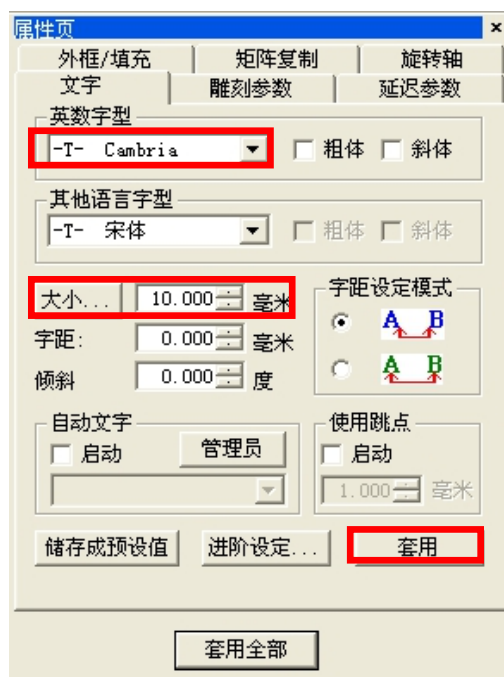 属性页
外框/填充 矩阵复制 旋转轴
文字 雕刻参数 延迟参数
英数字型
-T- Cambria 粗体 斜体
其他语言字型
-T- 宋体 粗体 斜体
大小... 10.000 毫米
字距: 0.000 毫米
倾斜 0.000 度
字距设定模式
A B
A B
自动文字
启动 管理员
使用跳点
启动
1.000 毫米
储存成预设值 进阶设定... 套用
套用全部